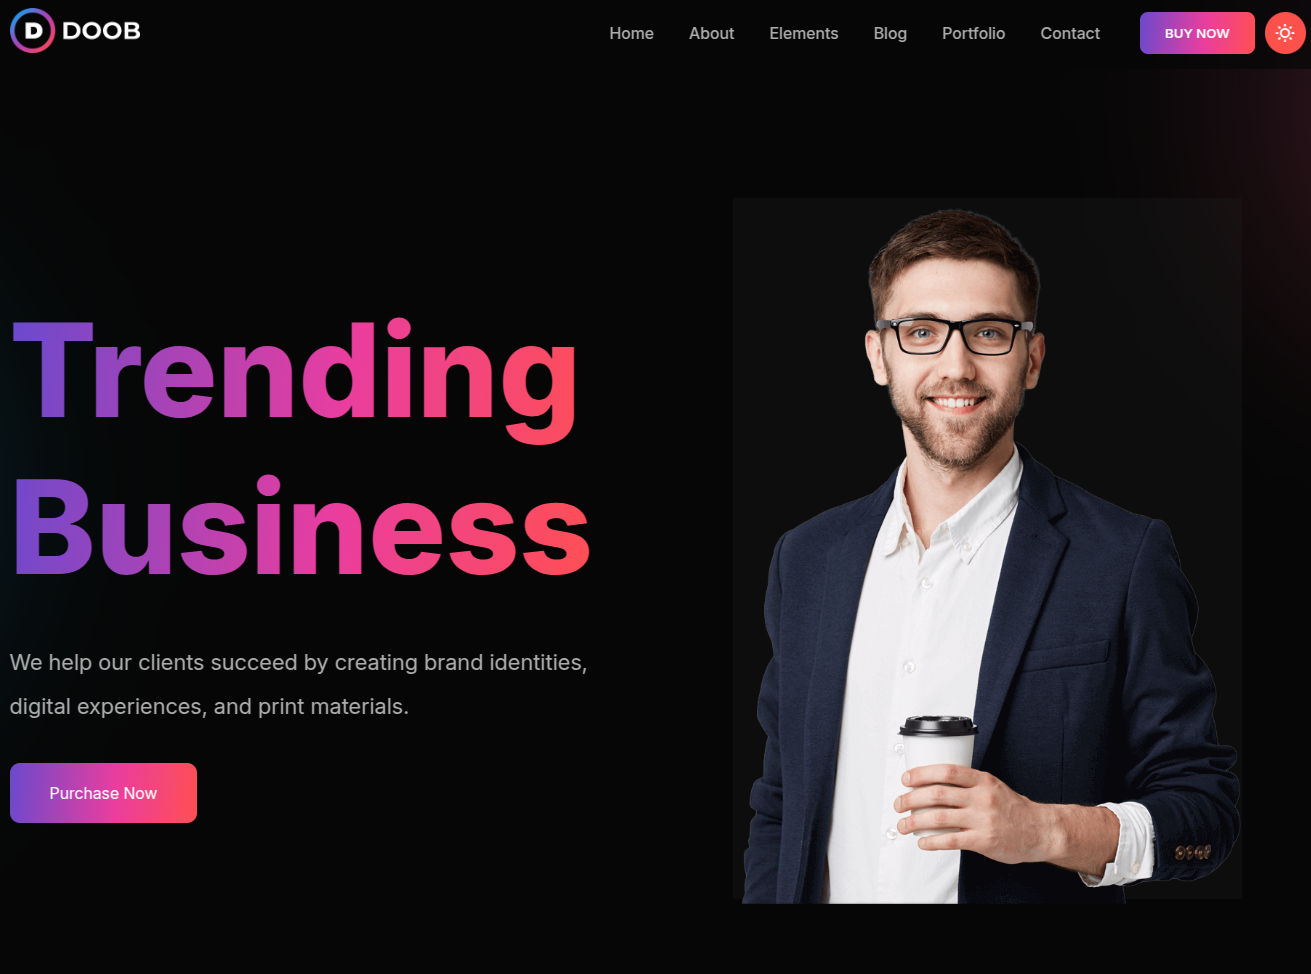 D DOOB
Home About Elements Blog Portfolio Contact BUY NOW
Trending
Business
We help our clients succeed by creating brand identities,
digital experiences, and print materials.
Purchase Now